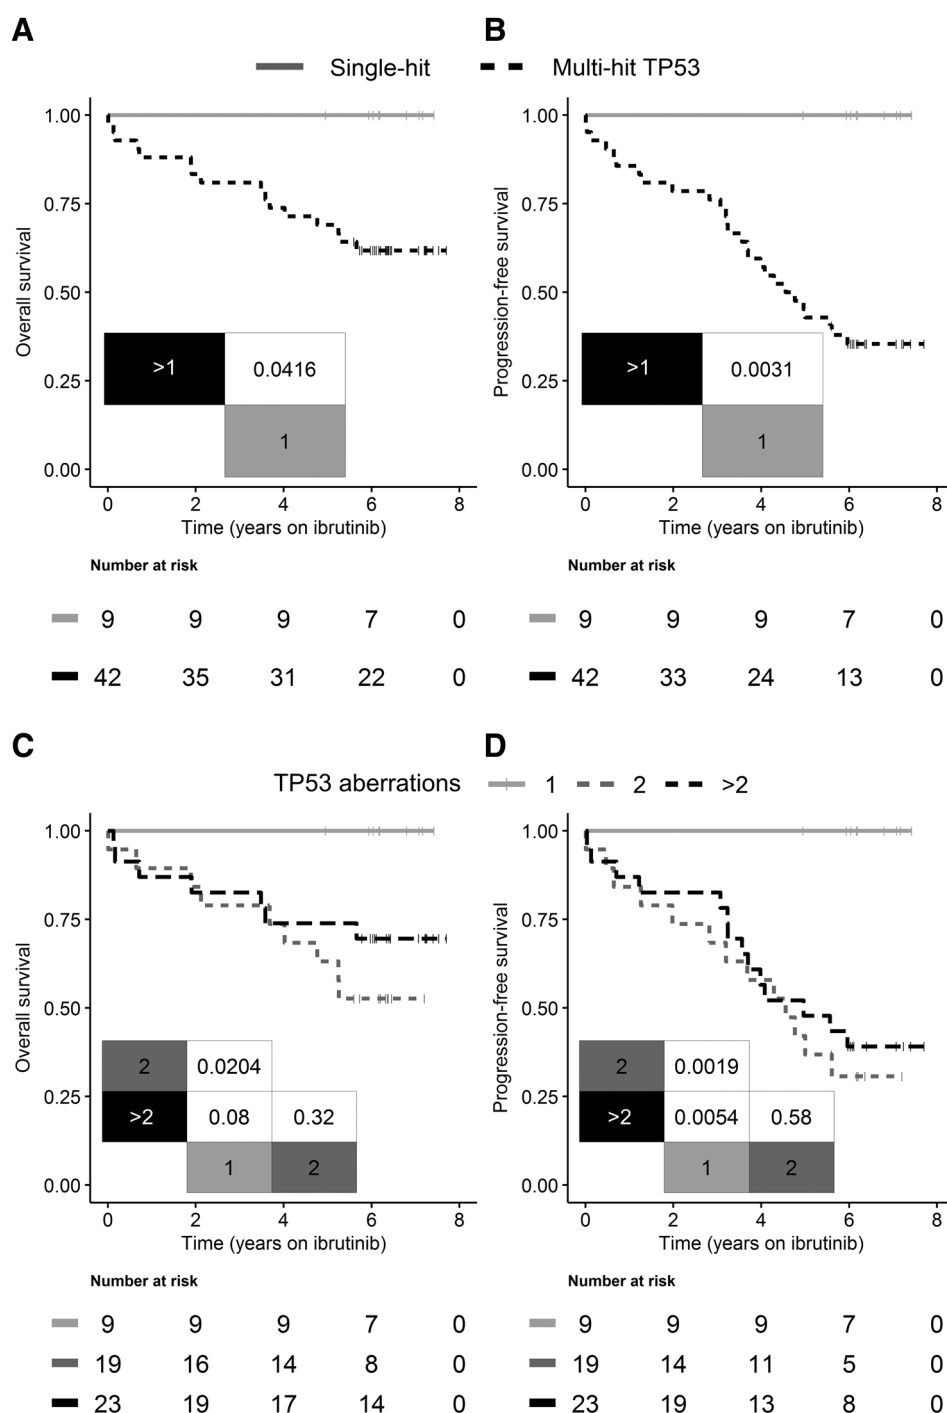 A
B
Single-hit
Multi-hit TP53
Overall survival
1.00
0.75
0.50
0.25
0.00
>1
0.0416
1
0 2 4 6 8
Time (years on ibrutinib)
Number at risk
9 9 9 7 0
42 35 31 22 0
Progression-free survival
1.00
0.75
0.50
0.25
0.00
>1
0.0031
1
0 2 4 6 8
Time (years on ibrutinib)
Number at risk
9 9 9 7 0
42 33 24 13 0
C
D
TP53 aberrations 1 2 >2
Overall survival
1.00
0.75
0.50
0.25
0.00
2 0.0204
>2 0.08 0.32
1 2
0 2 4 6 8
Time (years on ibrutinib)
Number at risk
9 9 9 7 0
19 16 14 8 0
23 19 17 14 0
Progression-free survival
1.00
0.75
0.50
0.25
0.00
2 0.0019
>2 0.0054 0.58
1 2
0 2 4 6 8
Time (years on ibrutinib)
Number at risk
9 9 9 7 0
19 14 11 5 0
23 19 13 8 0